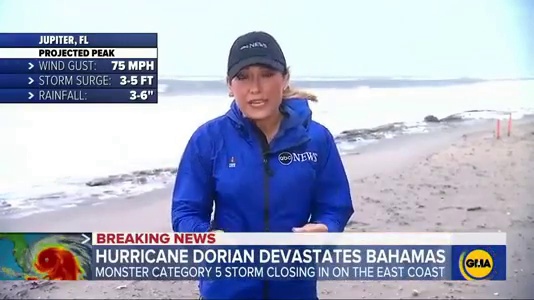 JUPITER, FL
PROJECTED PEAK
> WIND GUST: 75 MPH
> STORM SURGE: 3-5 FT
> RAINFALL: 3-6"
NEWS
abc NEWS
BREAKING NEWS
HURRICANE DORIAN DEVASTATES BAHAMAS
MONSTER CATEGORY 5 STORM CLOSING IN ON THE EAST COAST
GMA